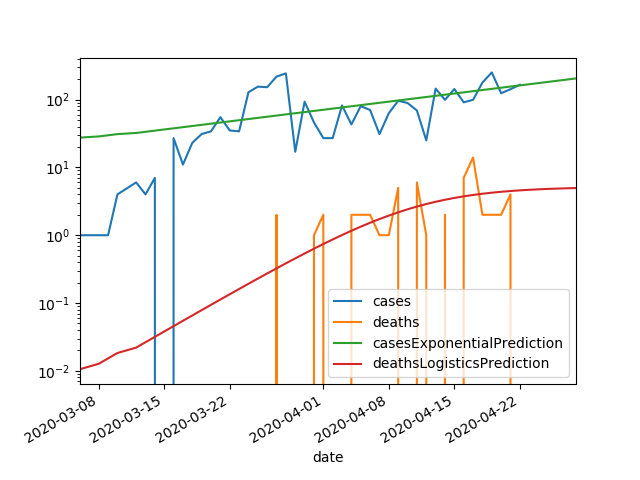 10²
10¹
10⁰
10⁻¹
10⁻²
cases
deaths
casesExponentialPrediction
deathsLogisticsPrediction
2020-03-08
2020-03-15
2020-03-22
2020-04-01
2020-04-08
2020-04-15
2020-04-22
date